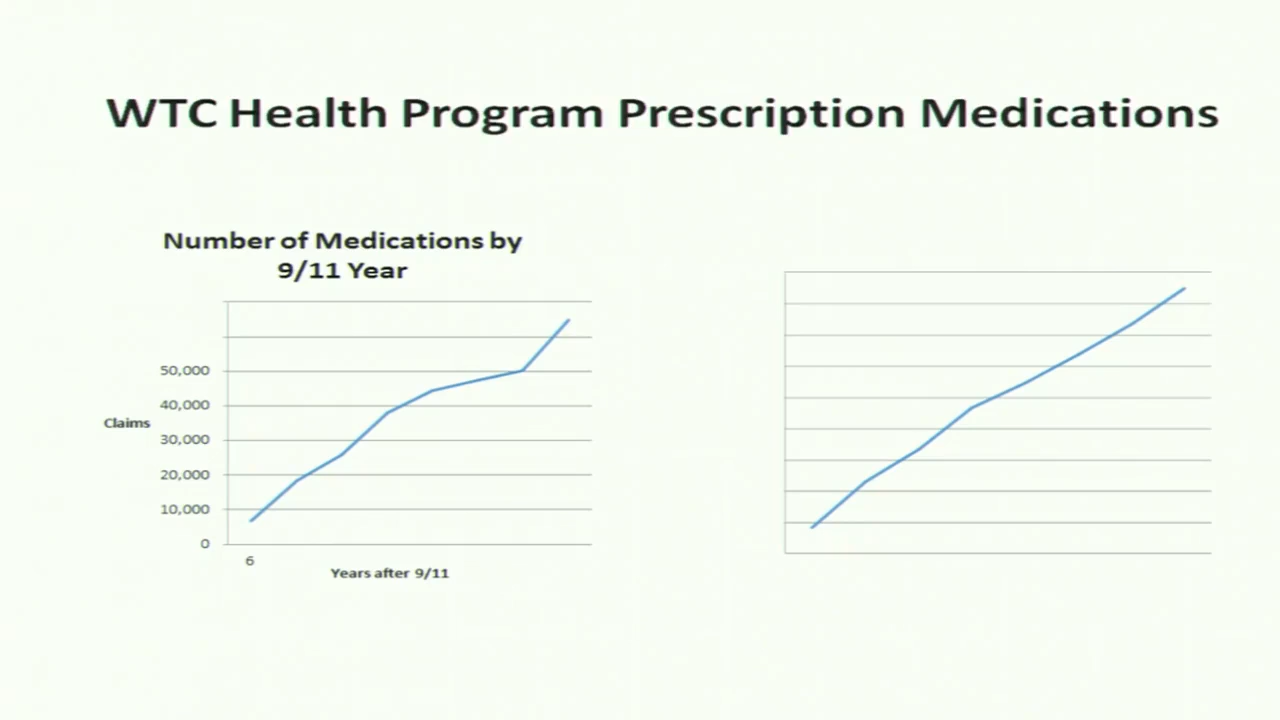 WTC Health Program Prescription Medications
Number of Medications by
9/11 Year
50,000
40,000
Claims
30,000
20,000
10,000
0
6
Years after 9/11